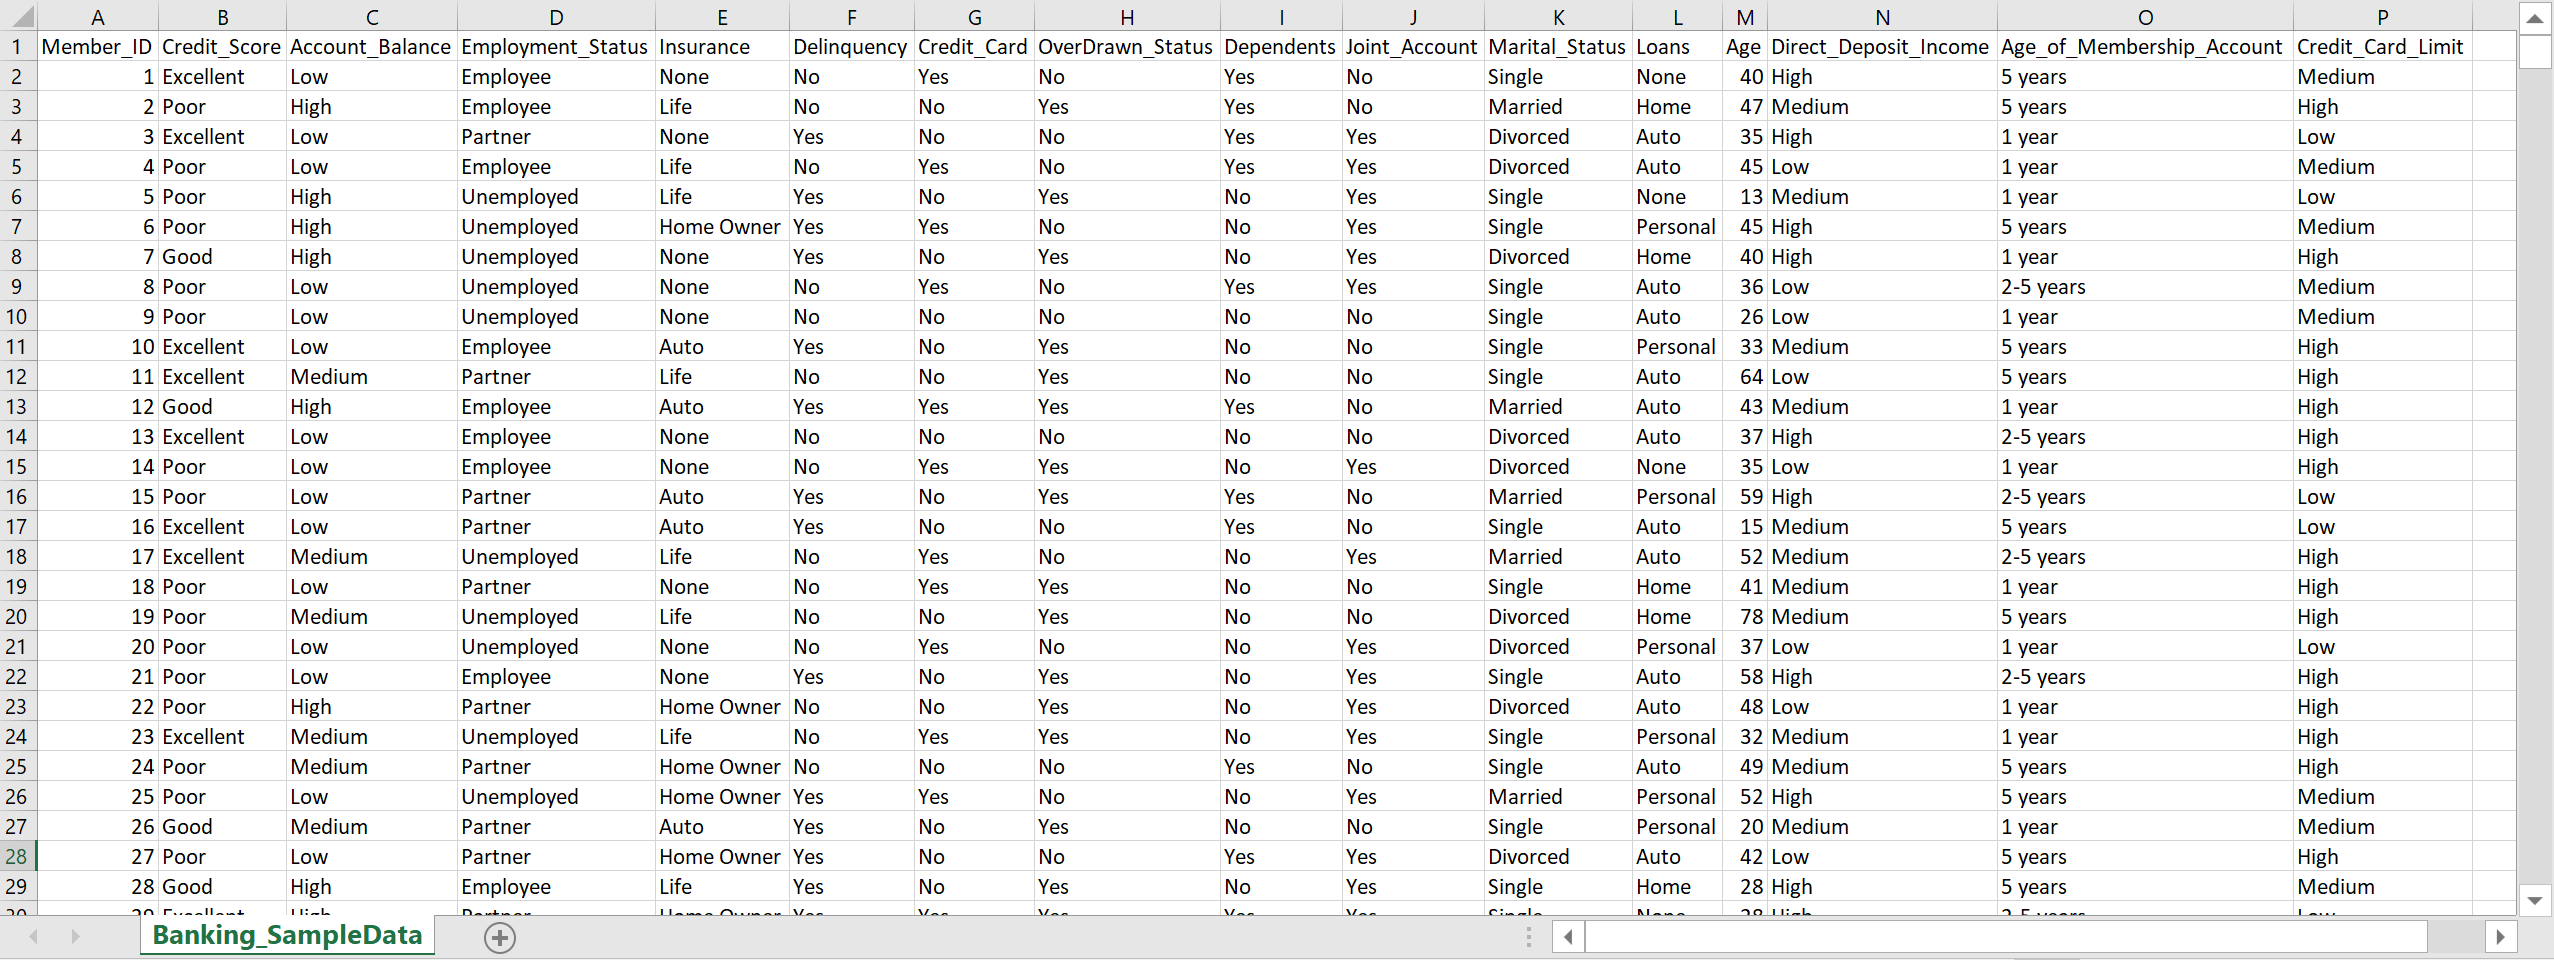 A B C D E F G H I J K L M N O P
1 Member_ID Credit_Score Account_Balance Employment_Status Insurance Delinquency Credit_Card OverDrawn_Status Dependents Joint_Account Marital_Status Loans Age Direct_Deposit_Income Age_of_Membership_Account Credit_Card_Limit
2 1 Excellent Low Employee None No Yes No Yes No Single None 40 High 5 years Medium
3 2 Poor High Employee Life No No Yes Yes No Married Home 47 Medium 5 years High
4 3 Excellent Low Partner None Yes No No Yes Yes Divorced Auto 35 High 1 year Low
5 4 Poor Low Employee Life No Yes No Yes Yes Divorced Auto 45 Low 1 year Medium
6 5 Poor High Unemployed Life Yes No Yes No Yes Single None 13 Medium 1 year Low
7 6 Poor High Unemployed Home Owner Yes Yes No No Yes Single Personal 45 High 5 years Medium
8 7 Good High Unemployed None Yes No Yes No Yes Divorced Home 40 High 1 year High
9 8 Poor Low Unemployed None No Yes No Yes Yes Single Auto 36 Low 2-5 years Medium
10 9 Poor Low Unemployed None No No No No No Single Auto 26 Low 1 year Medium
11 10 Excellent Low Employee Auto Yes No Yes No No Single Personal 33 Medium 5 years High
12 11 Excellent Medium Partner Life No No Yes No No Single Auto 64 Low 5 years High
13 12 Good High Employee Auto Yes Yes Yes Yes No Married Auto 43 Medium 1 year High
14 13 Excellent Low Employee None No No No No No Divorced Auto 37 High 2-5 years High
15 14 Poor Low Employee None No Yes Yes No Yes Divorced None 35 Low 1 year High
16 15 Poor Low Partner Auto Yes No Yes Yes No Married Personal 59 High 2-5 years Low
17 16 Excellent Low Partner Auto Yes No No Yes No Single Auto 15 Medium 5 years Low
18 17 Excellent Medium Unemployed Life No Yes No No Yes Married Auto 52 Medium 2-5 years High
19 18 Poor Low Partner None No Yes Yes No No Single Home 41 Medium 1 year High
20 19 Poor Medium Unemployed Life No No Yes No No Divorced Home 78 Medium 5 years High
21 20 Poor Low Unemployed None No Yes No No Yes Divorced Personal 37 Low 1 year Low
22 21 Poor Low Employee None Yes No Yes No Yes Single Auto 58 High 2-5 years High
23 22 Poor High Partner Home Owner No No Yes No Yes Divorced Auto 48 Low 1 year High
24 23 Excellent Medium Unemployed Life No Yes Yes No Yes Single Personal 32 Medium 1 year High
25 24 Poor Medium Partner Home Owner No No No Yes No Single Auto 49 Medium 5 years High
26 25 Poor Low Unemployed Home Owner Yes Yes No No Yes Married Personal 52 High 5 years Medium
27 26 Good Medium Partner Auto Yes No Yes No No Single Personal 20 Medium 1 year Medium
28 27 Poor Low Partner Home Owner Yes No No Yes Yes Divorced Auto 42 Low 5 years High
29 28 Good High Employee Life Yes No Yes No Yes Single Home 28 High 5 years Medium
Banking_SampleData